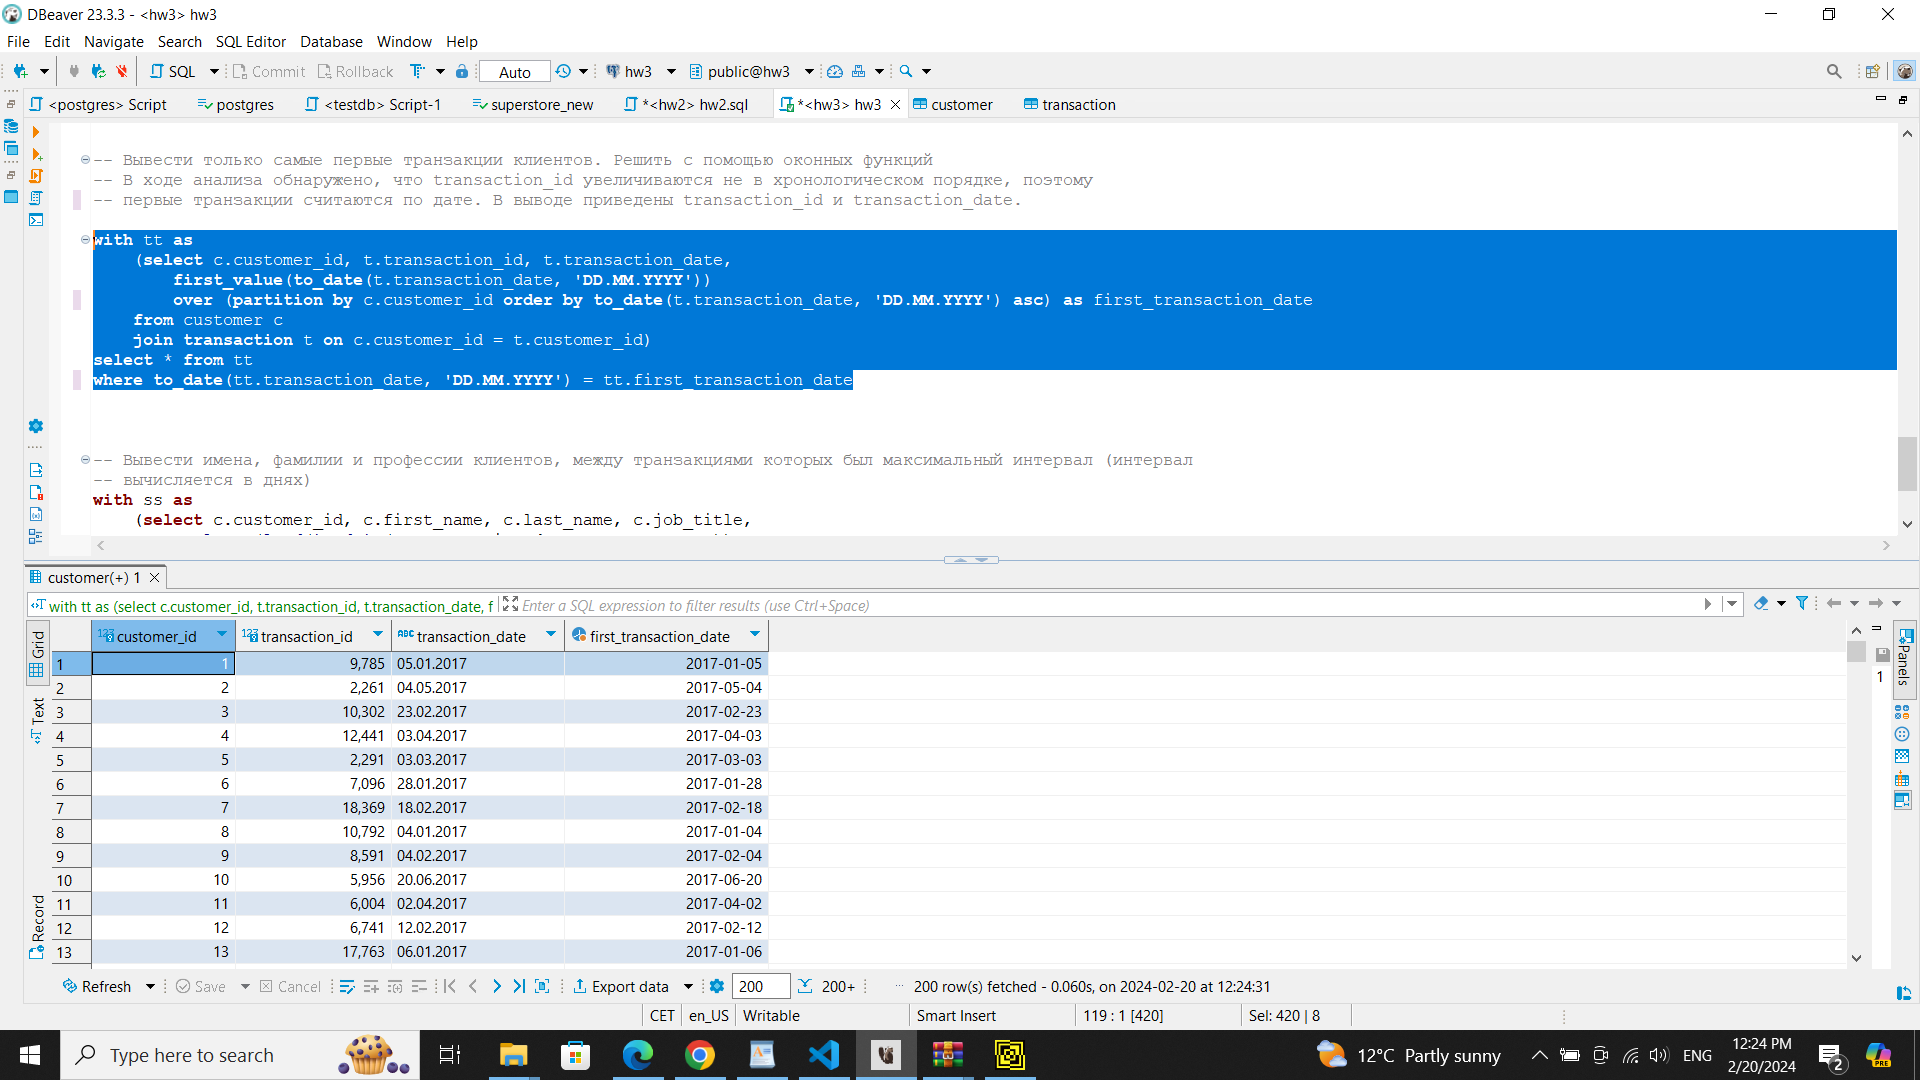 DBeaver 23.3.3 - <hw3> hw3
File Edit Navigate Search SQL Editor Database Window Help
SQL Commit Rollback Auto hw3 public@hw3
<postgres> Script postgres <testdb> Script-1 superstore_new *<hw2> hw2.sql *<hw3> hw3 customer transaction
-- Вывести только самые первые транзакции клиентов. Решить с помощью оконных функций
-- В ходе анализа обнаружено, что transaction_id увеличиваются не в хронологическом порядке, поэтому
-- первые транзакции считаются по дате. В выводе приведены transaction_id и transaction_date.
with tt as
(select c.customer_id, t.transaction_id, t.transaction_date,
first_value(to_date(t.transaction_date, 'DD.MM.YYYY'))
over (partition by c.customer_id order by to_date(t.transaction_date, 'DD.MM.YYYY') asc) as first_transaction_date
from customer c
join transaction t on c.customer_id = t.customer_id)
select * from tt
where to_date(tt.transaction_date, 'DD.MM.YYYY') = tt.first_transaction_date
-- Вывести имена, фамилии и профессии клиентов, между транзакциями которых был максимальный интервал (интервал
-- вычисляется в днях)
with ss as
(select c.customer_id, c.first_name, c.last_name, c.job_title,
customer(+) 1
with tt as (select c.customer_id, t.transaction_id, t.transaction_date, f Enter a SQL expression to filter results (use Ctrl+Space)
Grid
Text
Record
Panels
1
customer_id transaction_id transaction_date first_transaction_date
1 1 9,785 05.01.2017 2017-01-05
2 2 2,261 04.05.2017 2017-05-04
3 3 10,302 23.02.2017 2017-02-23
4 4 12,441 03.04.2017 2017-04-03
5 5 2,291 03.03.2017 2017-03-03
6 6 7,096 28.01.2017 2017-01-28
7 7 18,369 18.02.2017 2017-02-18
8 8 10,792 04.01.2017 2017-01-04
9 9 8,591 04.02.2017 2017-02-04
10 10 5,956 20.06.2017 2017-06-20
11 11 6,004 02.04.2017 2017-04-02
12 12 6,741 12.02.2017 2017-02-12
13 13 17,763 06.01.2017 2017-01-06
Refresh Save Cancel Export data 200 200+ 200 row(s) fetched - 0.060s, on 2024-02-20 at 12:24:31
CET en_US Writable Smart Insert 119 : 1 [420] Sel: 420 | 8
Type here to search 12°C Partly sunny ENG 12:24 PM
2/20/2024 2